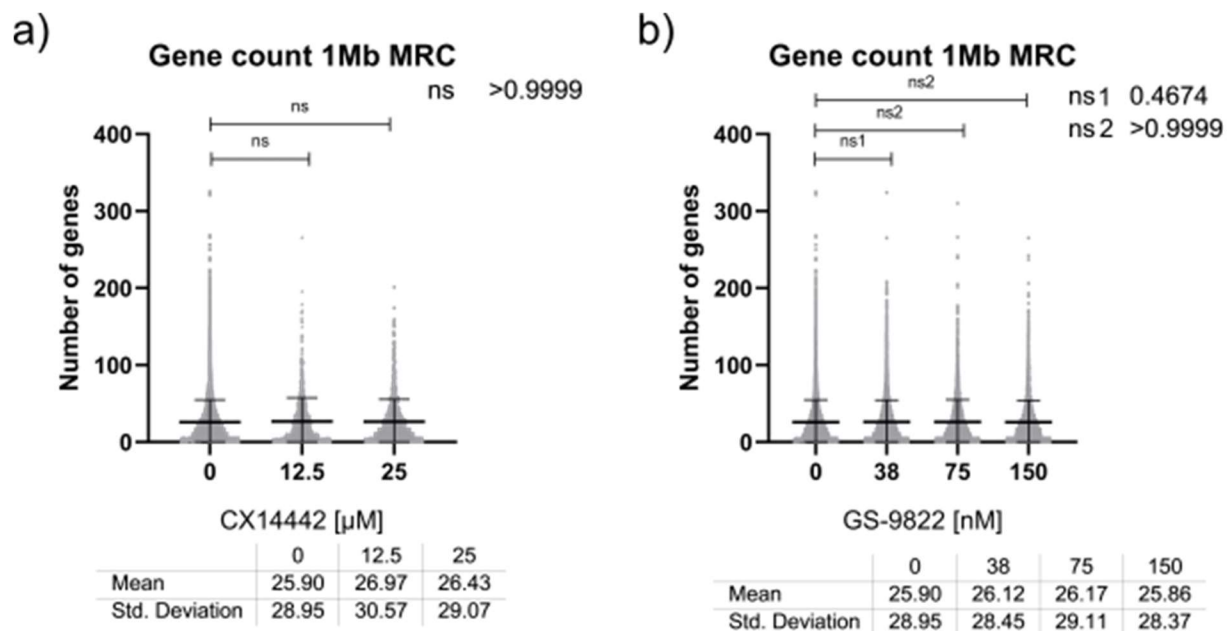 a)
Gene count 1Mb MRC
ns >0.9999
ns
ns
400
300
200
100
0
Number of genes
0 12.5 25
CX14442 [µM]
0 12.5 25
Mean 25.90 26.97 26.43
Std. Deviation 28.95 30.57 29.07
b)
Gene count 1Mb MRC
ns1 0.4674
ns2 >0.9999
ns2
ns2
ns1
400
300
200
100
0
Number of genes
0 38 75 150
GS-9822 [nM]
0 38 75 150
Mean 25.90 26.12 26.17 25.86
Std. Deviation 28.95 28.45 29.11 28.37